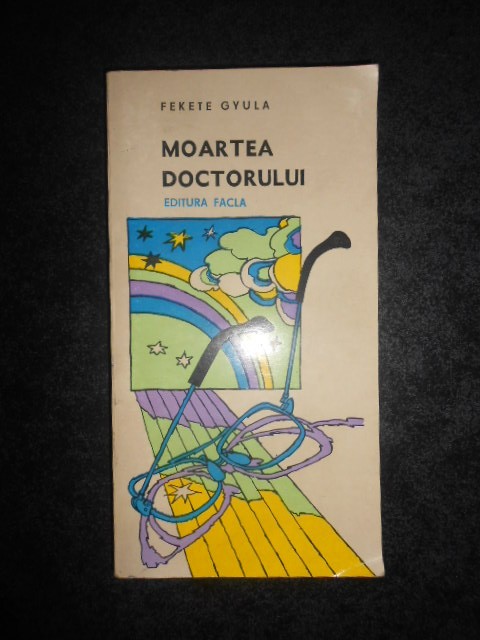 FEKETE GYULA
MOARTEA
DOCTORULUI
EDITURA FACLA